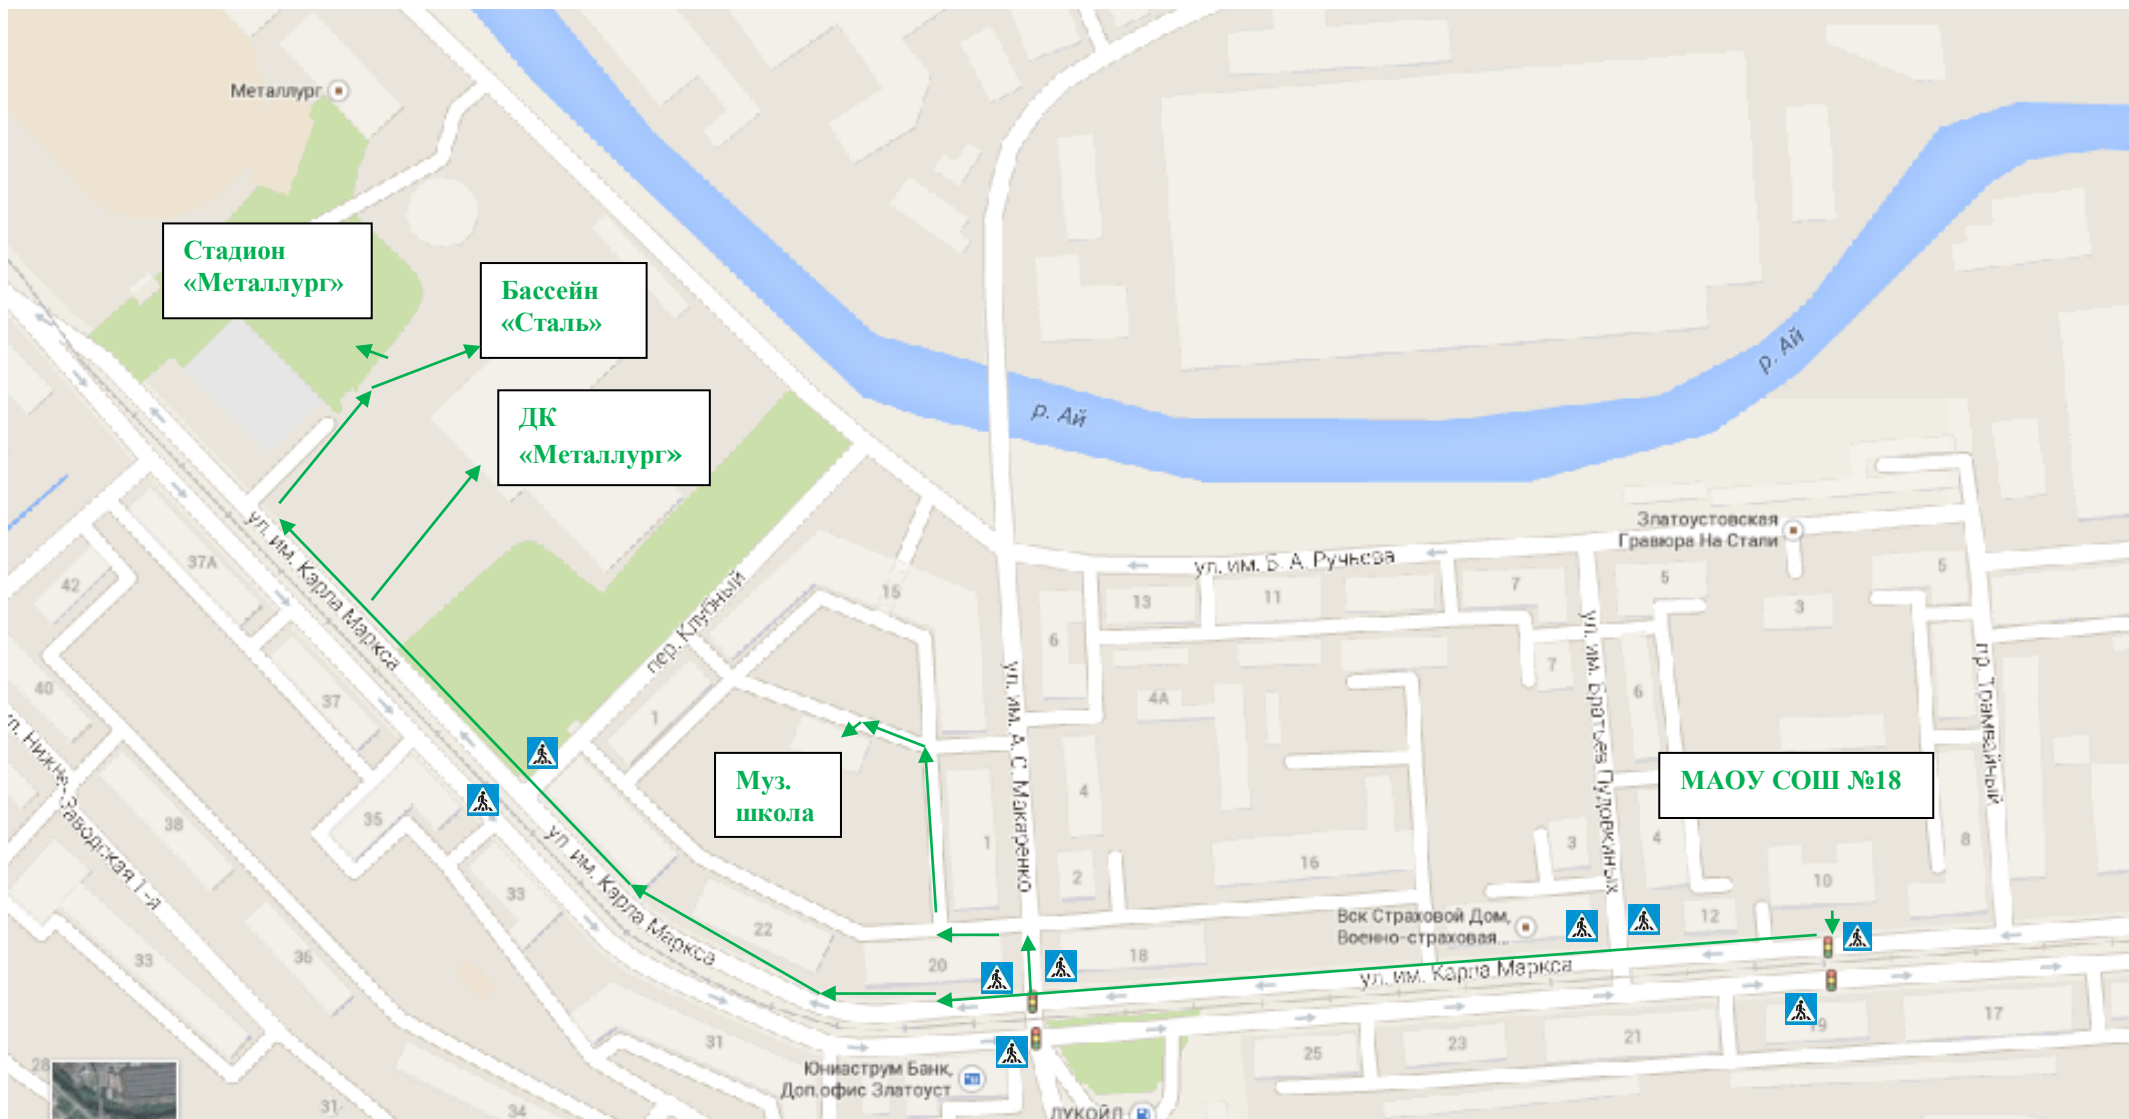 Металлург
Стадион
«Металлург»
Бассейн
«Сталь»
ДК
«Металлург»
р. Ай
р. Ай
Златоустовская
Гравюра На Стали
ул. им. Б. А. Ручьева
ул. им. Карла Маркса
пер. Клубный
ул. им. А. С. Макаренко
ул. им. Братьев Пудовкиных
пр. Трамвайный
37А
42
40
37
35
38
33
36
33
15
1
13
11
7
5
3
5
6
7
6
4А
4
1
2
16
3
4
8
10
12
Муз.
школа
МАОУ СОШ №18
Вск Страховой Дом,
Военно-страховая...
ул. им. Карла Маркса
22
20
18
ул. им. Карла Маркса
Заводская 1-я
31
25
23
21
19
17
Юниаструм Банк,
Доп.офис Златоуст
ЛУКОЙЛ
28
31-
34